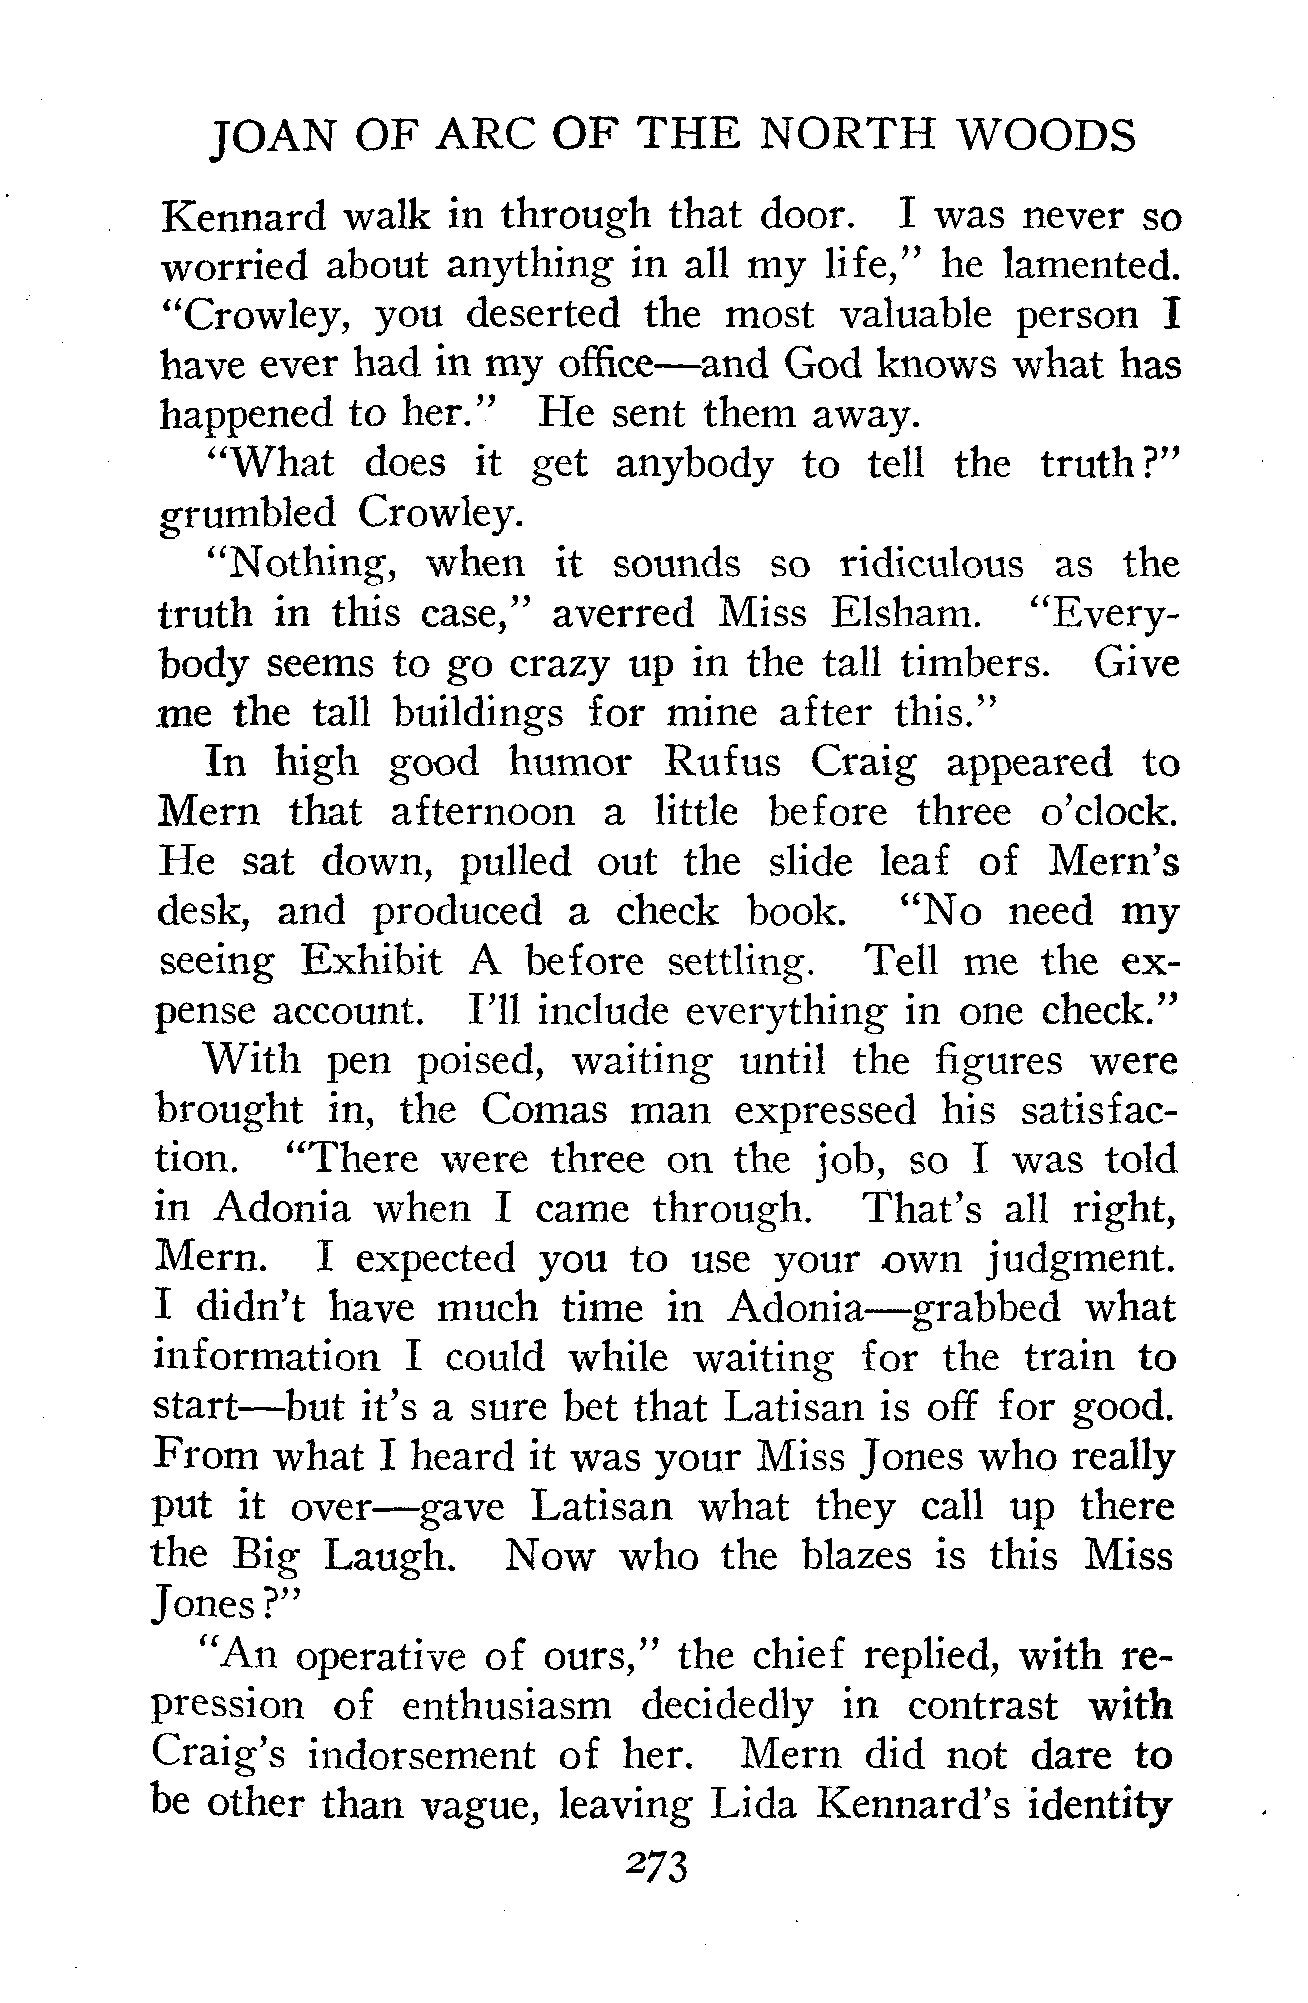 JOAN OF ARC OF THE NORTH WOODS
Kennard walk in through that door. I was never so
worried about anything in all my life," he lamented.
"Crowley, you deserted the most valuable person I
have ever had in my office—and God knows what has
happened to her." He sent them away.
"What does it get anybody to tell the truth?"
grumbled Crowley.
"Nothing, when it sounds so ridiculous as the
truth in this case," averred Miss Elsham. "Every-
body seems to go crazy up in the tall timbers. Give
me the tall buildings for mine after this."
In high good humor Rufus Craig appeared to
Mern that afternoon a little before three o'clock.
He sat down, pulled out the slide leaf of Mern's
desk, and produced a check book. "No need my
seeing Exhibit A before settling. Tell me the ex-
pense account. I'll include everything in one check."
With pen poised, waiting until the figures were
brought in, the Comas man expressed his satisfac-
tion. "There were three on the job, so I was told
in Adonia when I came through. That's all right,
Mern. I expected you to use your own judgment.
I didn't have much time in Adonia—grabbed what
information I could while waiting for the train to
start—but it's a sure bet that Latisan is off for good.
From what I heard it was your Miss Jones who really
put it over—gave Latisan what they call up there
the Big Laugh. Now who the blazes is this Miss
Jones?"
"An operative of ours," the chief replied, with re-
pression of enthusiasm decidedly in contrast with
Craig's indorsement of her. Mern did not dare to
be other than vague, leaving Lida Kennard's identity
273